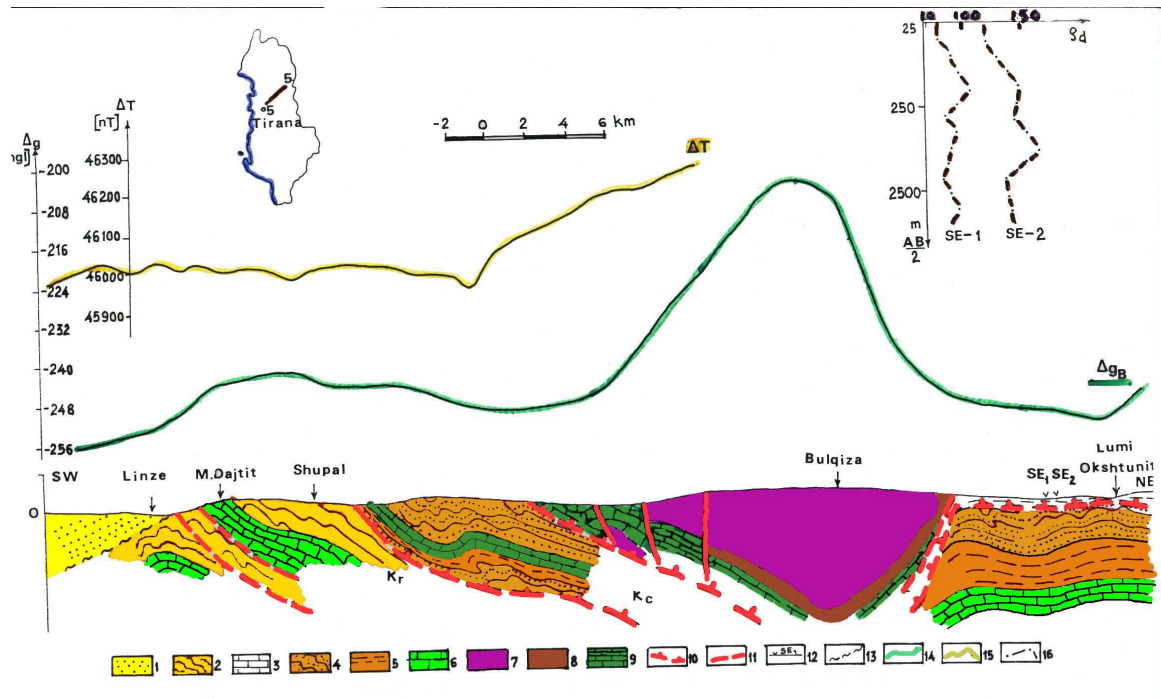 10 100 150
25 ρd
250
2500
m
AB
2
SE-1 SE-2
5
°5
Tirana
ΔT
[nT]
46300
46200
46100
46000
45900
Δg
-200
-208
-216
-224
-232
-240
-248
-256
-2 0 2 4 6 km
ΔT
ΔgB
SW Linze M.Dajtit Shupal Bulqiza SE1 SE2 Lumi
Okshtunit
NE
0
Kr
Kc
1 2 3 4 5 6 7 8 9 10 11 SE1 12 13 14 15 16